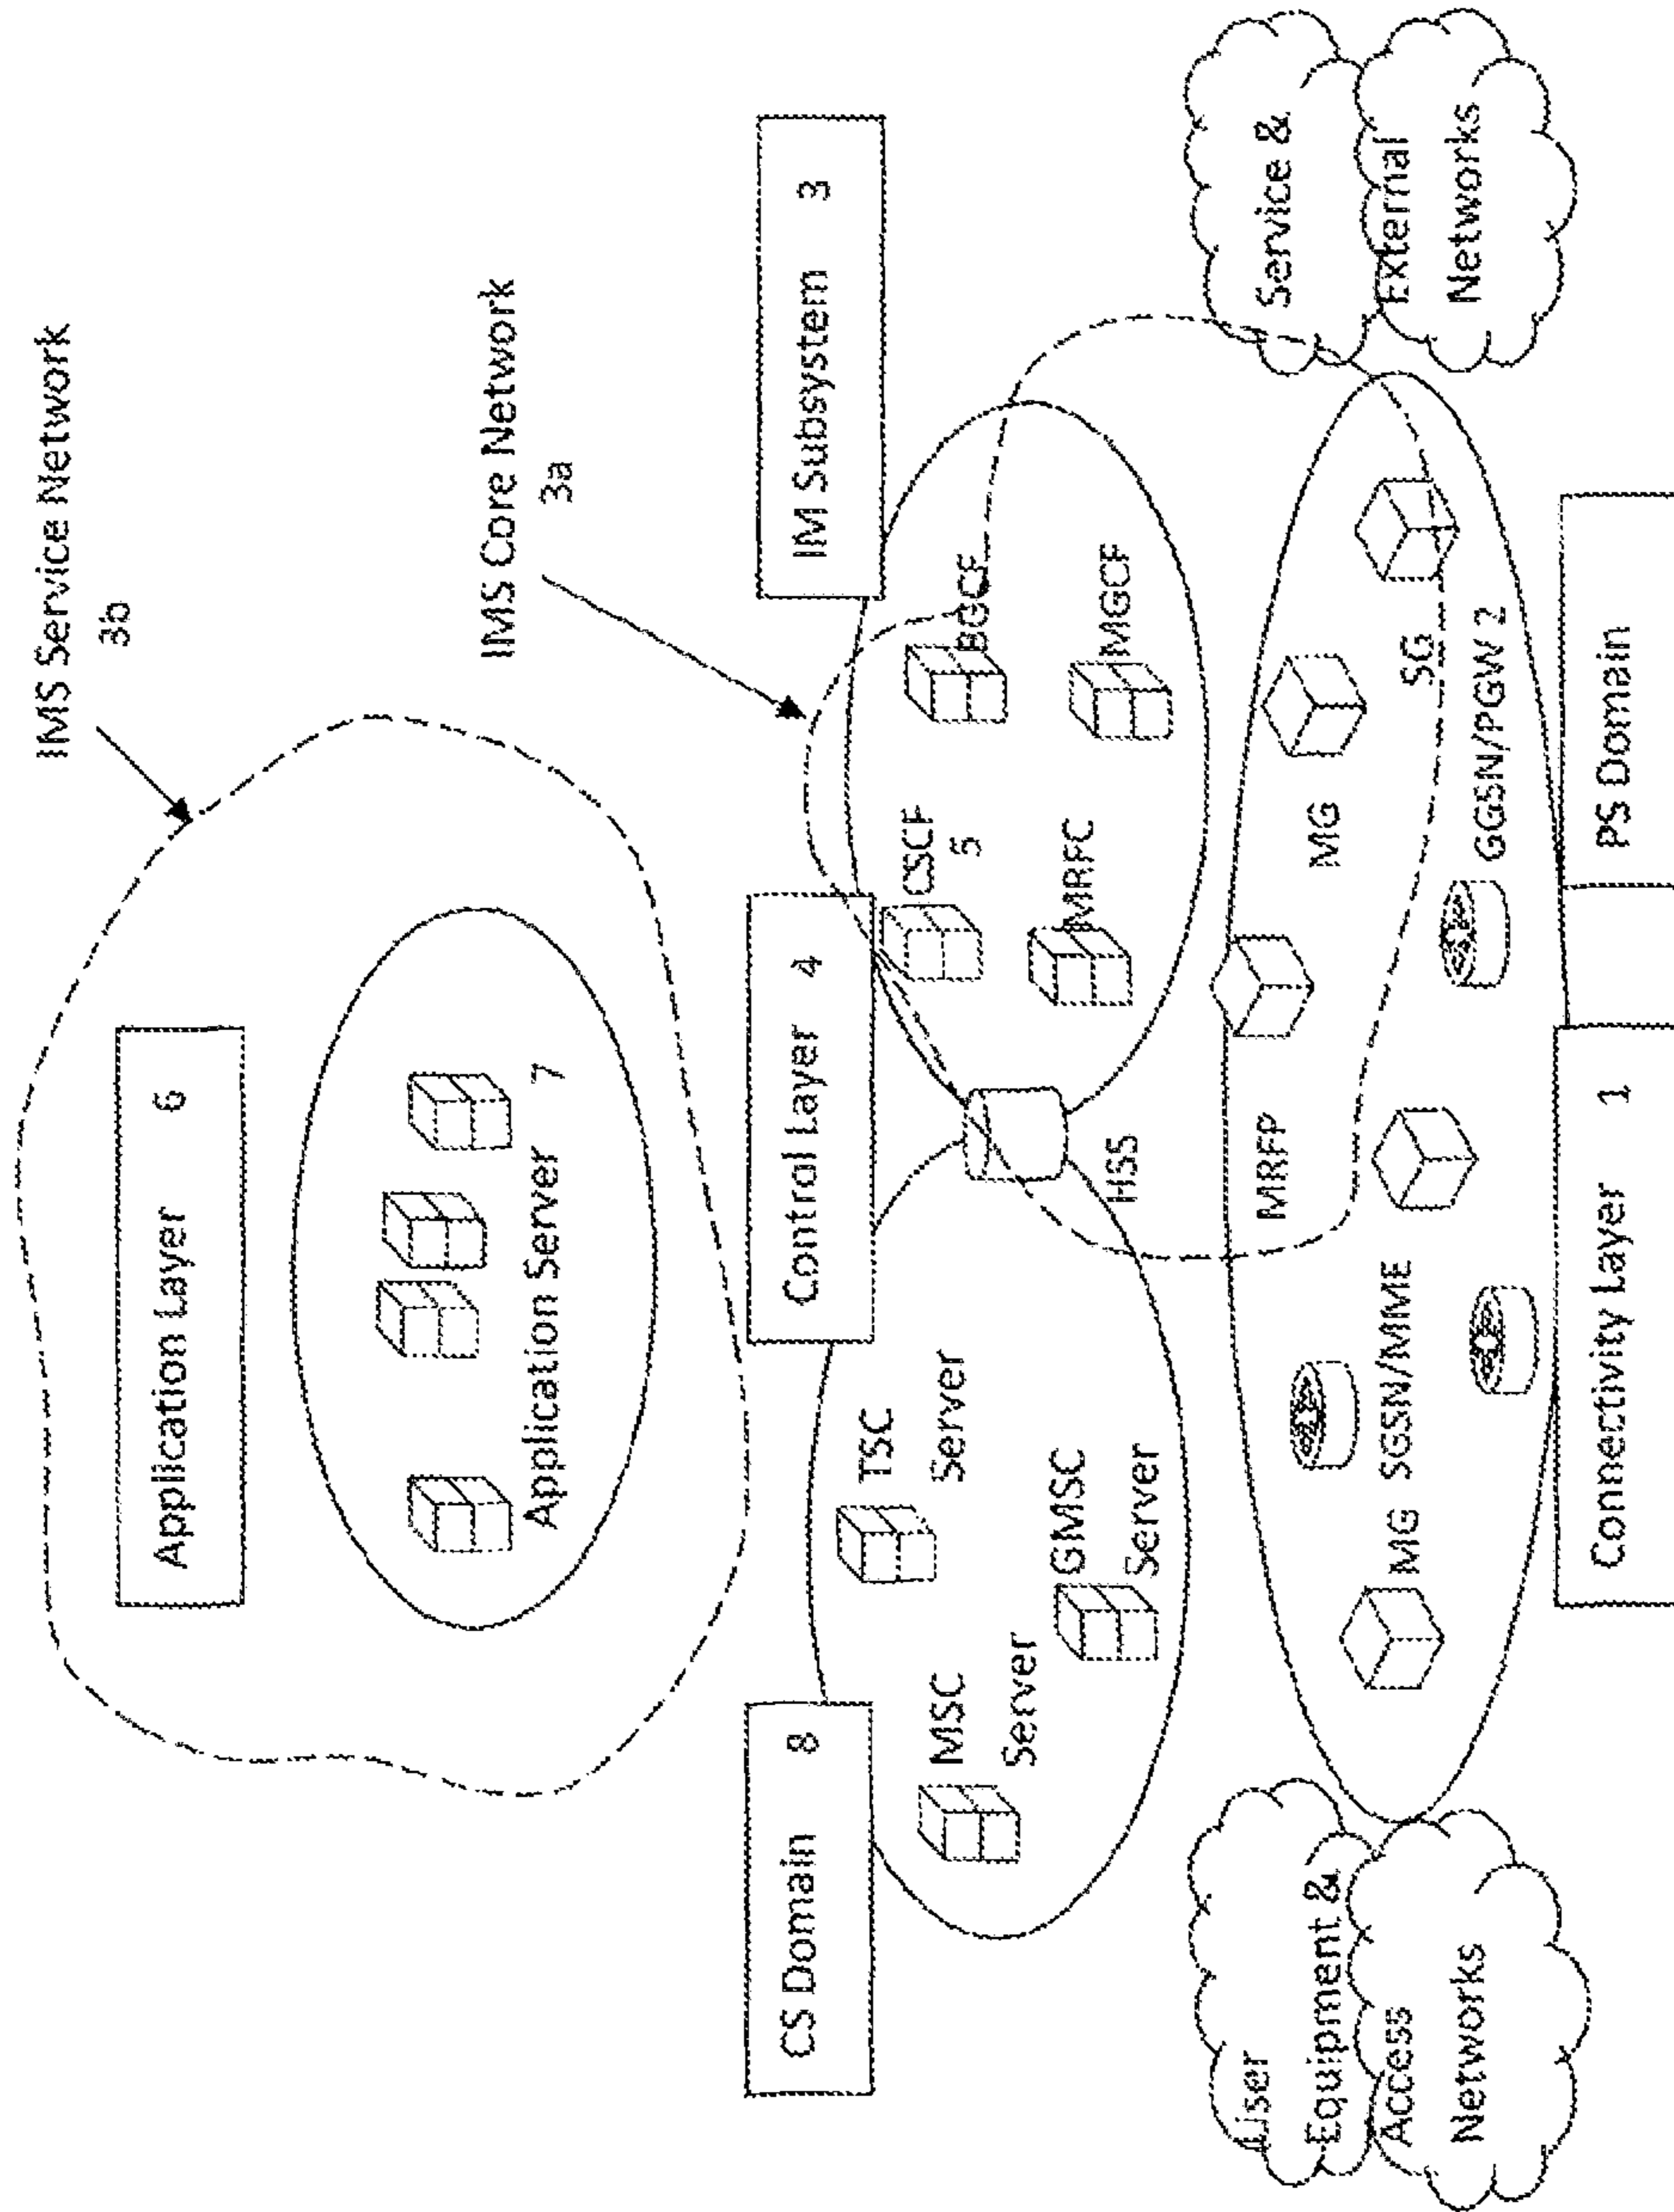 IMS Service Network
3b
Application Layer 6
IMS Core Network
3a
Application Server 7
CS Domain 8
Control Layer 4
IM Subsystem 3
TSC
Server
MSC
Server
GMSC
Server
CSCF
5
BGCF
MRFC
MGCF
HSS
User
Equipment &
Access
Networks
MRFP
MG
SG
MG SGSN/MME
GGSN/PGW 2
Service &
External
Networks
Connectivity Layer 1
PS Domain